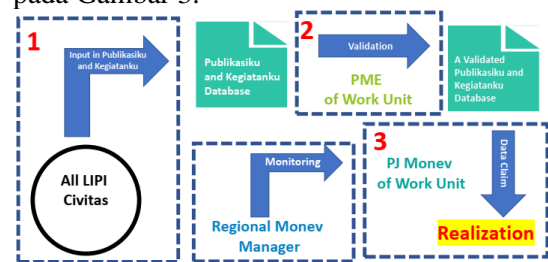 pada Gambar 3.
1
Input in Publikasiku
and Kegiatanku
All LIPI
Civitas
Publikasiku
and Kegiatanku
Database
2
Validation
PME
of Work Unit
A Validated
Publikasiku and
Kegiatanku
Database
Monitoring
Regional Monev
Manager
3
PJ Monev
of Work Unit
Data Claim
Realization